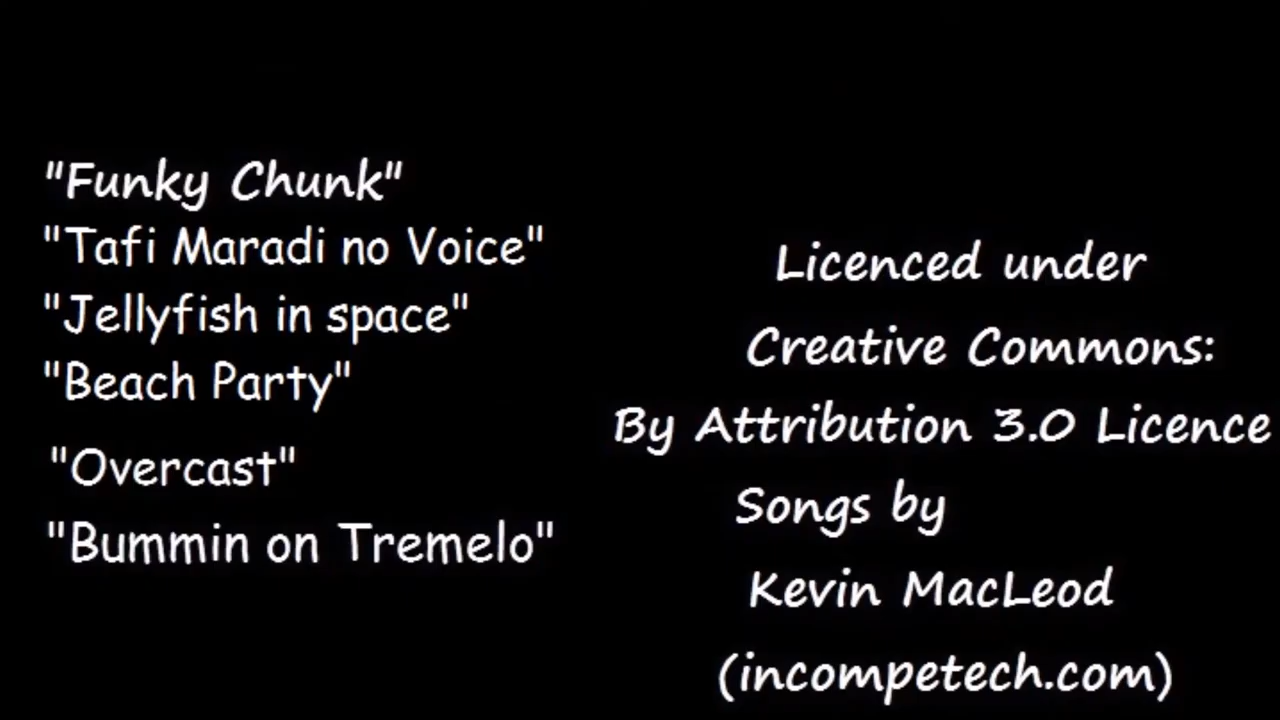 "Funky Chunk"
"Tafi Maradi no Voice"
"Jellyfish in space"
"Beach Party"
"Overcast"
"Bummin on Tremelo"
Licenced under
Creative Commons:
By Attribution 3.0 Licence
Songs by
Kevin MacLeod
(incompetech.com)